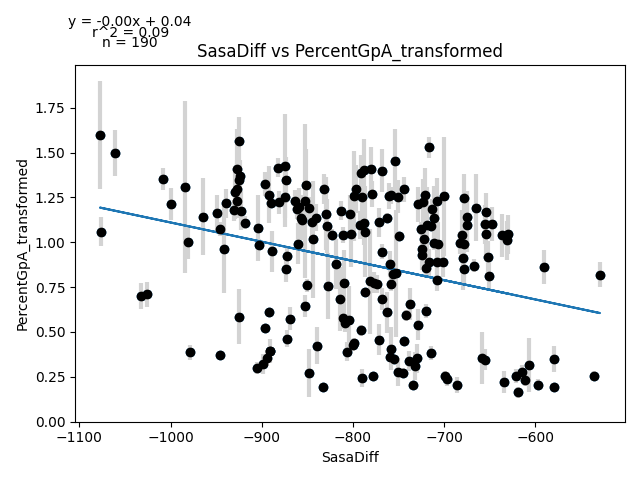 y = -0.00x + 0.04
r^2 = 0.09
n = 190
SasaDiff vs PercentGpA_transformed
PercentGpA_transformed
1.75
1.50
1.25
1.00
0.75
0.50
0.25
0.00
−1100
−1000
−900
−800
−700
−600
SasaDiff